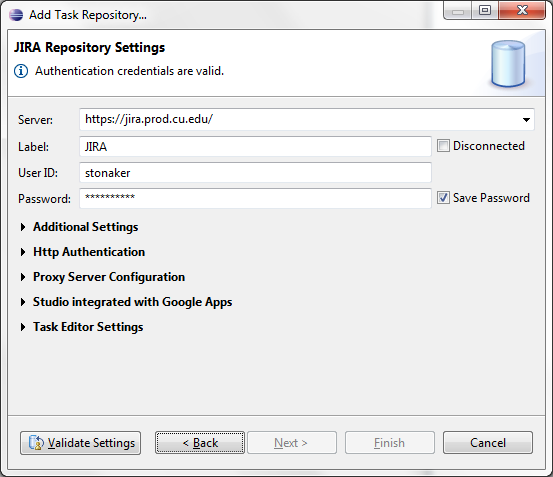 Add Task Repository...
JIRA Repository Settings
Authentication credentials are valid.
Server: https://jira.prod.cu.edu/
Label: JIRA Disconnected
User ID: stonaker
Password: ********** Save Password
Additional Settings
Http Authentication
Proxy Server Configuration
Studio integrated with Google Apps
Task Editor Settings
Validate Settings < Back Next > Finish Cancel